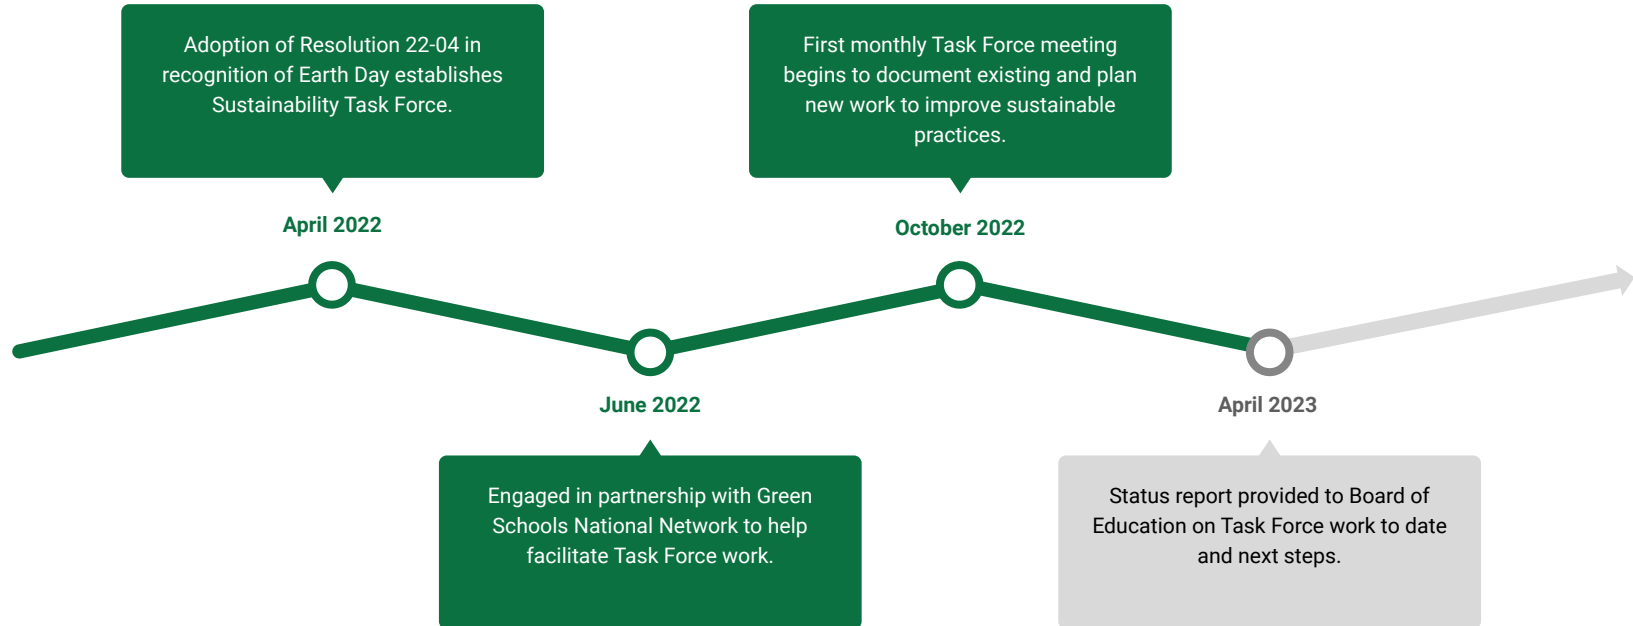 Adoption of Resolution 22-04 in
recognition of Earth Day establishes
Sustainability Task Force.
April 2022
First monthly Task Force meeting
begins to document existing and plan
new work to improve sustainable
practices.
October 2022
June 2022
Engaged in partnership with Green
Schools National Network to help
facilitate Task Force work.
April 2023
Status report provided to Board of
Education on Task Force work to date
and next steps.